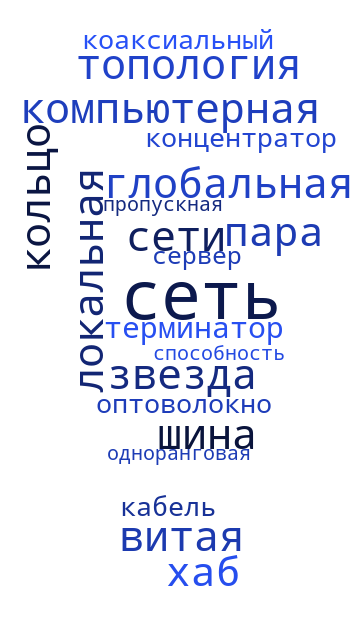 коаксиальный
топология
компьютерная
концентратор
кольцо
глобальная
локальная
пропускная
сети
пара
сервер
сеть
терминатор
способность
звезда
оптоволокно
шина
одноранговая
кабель
витая
хаб